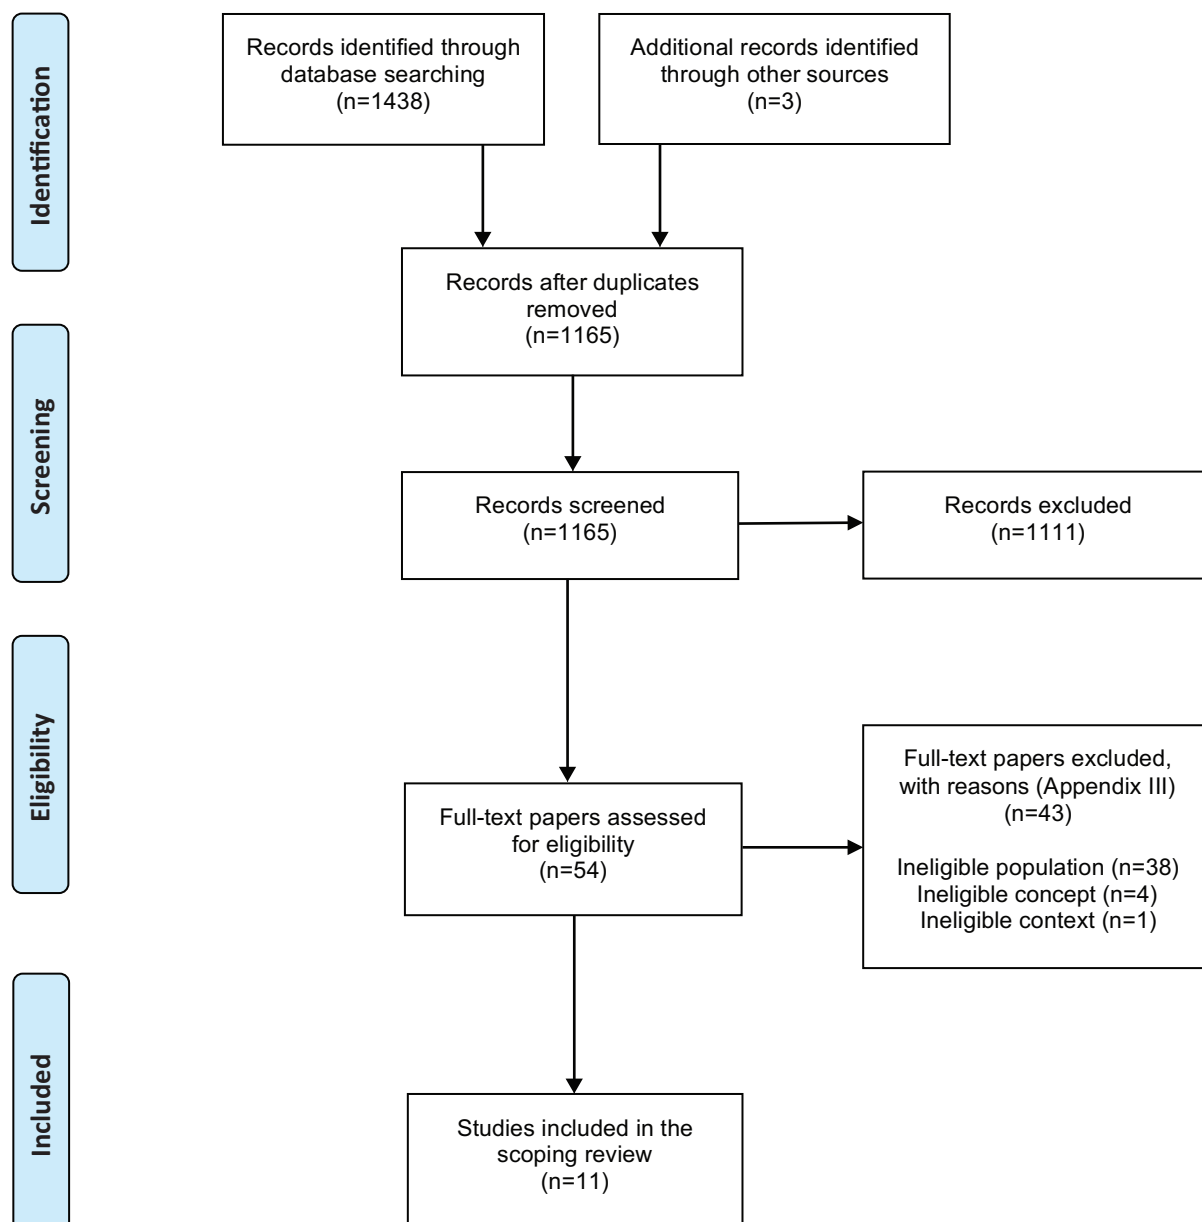 Identification
Records identified through
database searching
(n=1438)
Additional records identified
through other sources
(n=3)
Records after duplicates
removed
(n=1165)
Screening
Records screened
(n=1165)
Records excluded
(n=1111)
Eligibility
Full-text papers assessed
for eligibility
(n=54)
Full-text papers excluded,
with reasons (Appendix III)
(n=43)
Ineligible population (n=38)
Ineligible concept (n=4)
Ineligible context (n=1)
Included
Studies included in the
scoping review
(n=11)